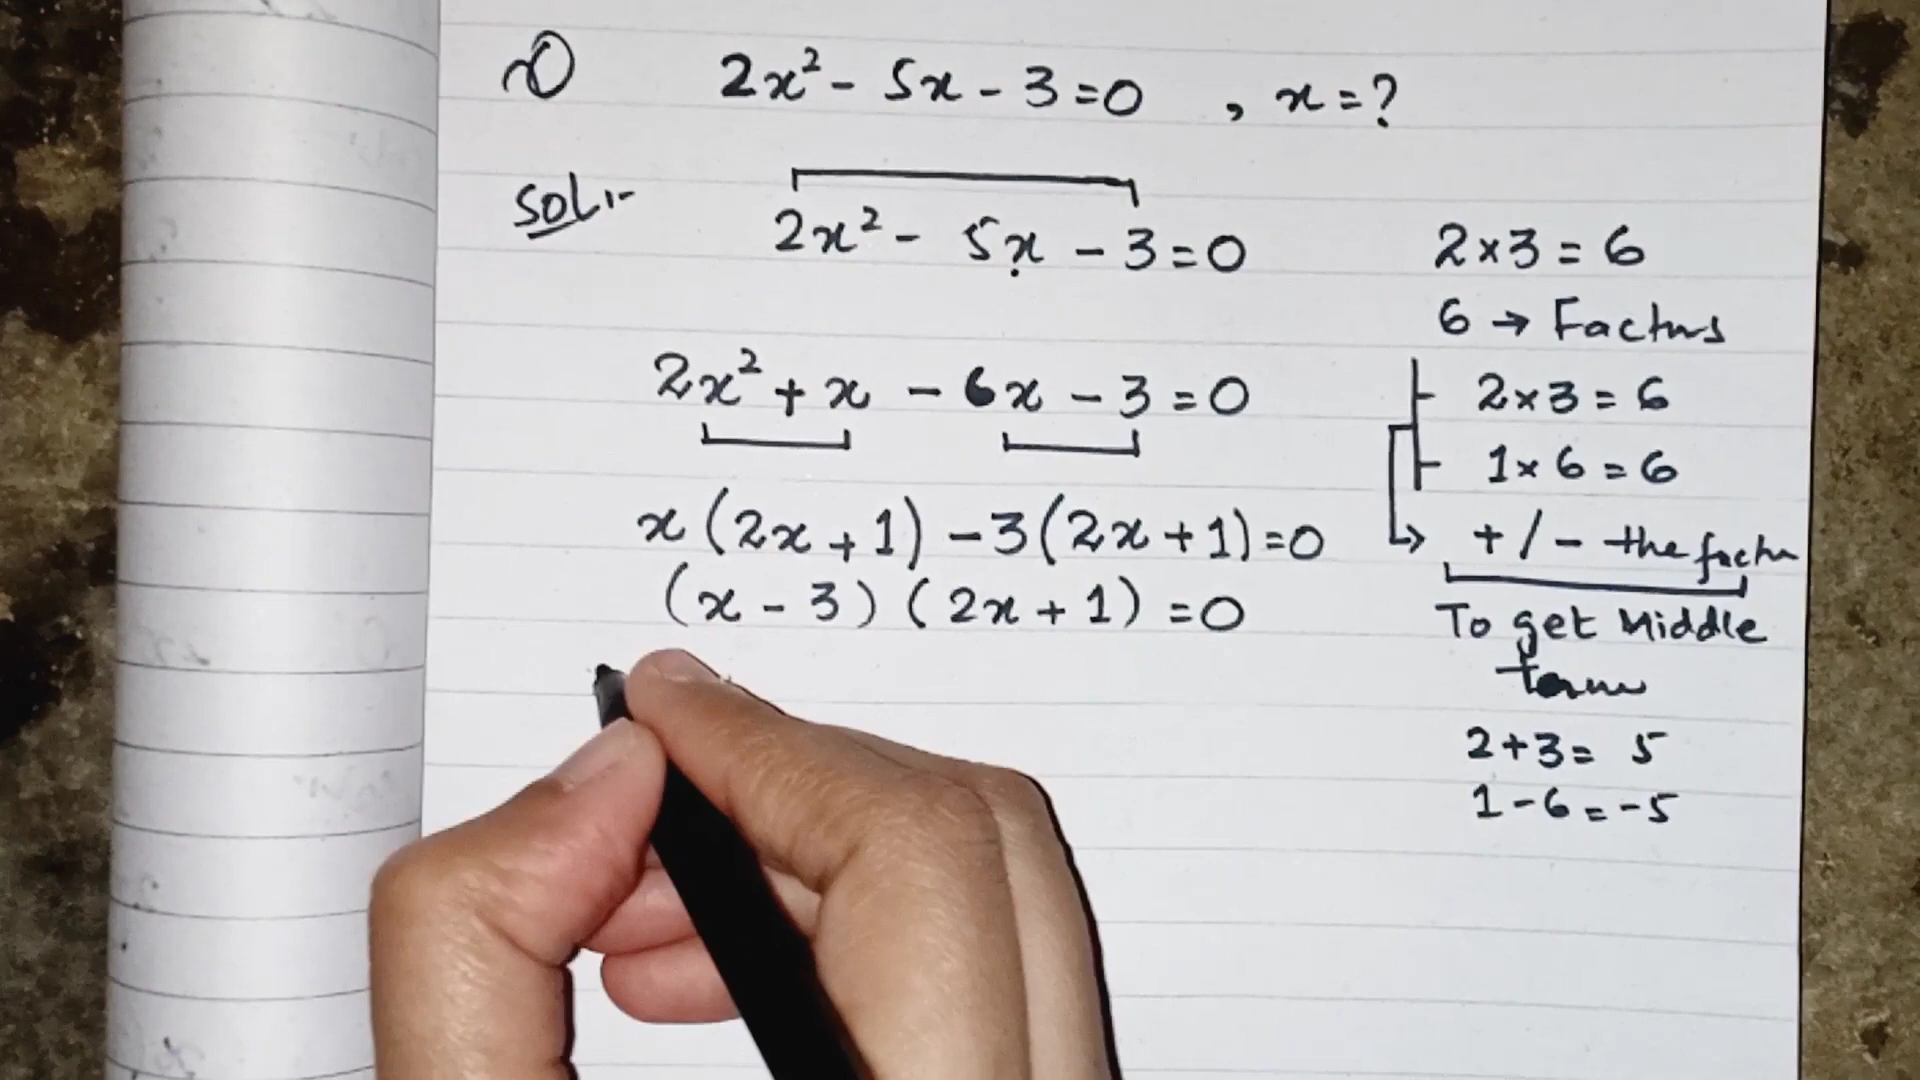 1) 2x² - 5x - 3 = 0 , x = ?
Sol:-
2x² - 5x - 3 = 0
2x² + x - 6x - 3 = 0
x (2x + 1) - 3 (2x + 1) = 0
(x - 3) (2x + 1) = 0
2 × 3 = 6
6 → Factors
2 × 3 = 6
1 × 6 = 6
+ / - the factor
To get Middle
term
2 + 3 = 5
1 - 6 = -5